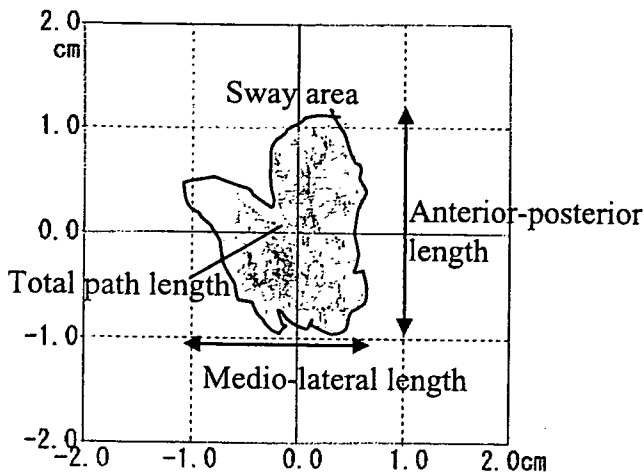 2.0
cm
Sway area
1.0
Anterior-posterior
length
0.0
Total path length
-1.0
Medio-lateral length
-2.0
-2.0 -1.0 0.0 1.0 2.0cm